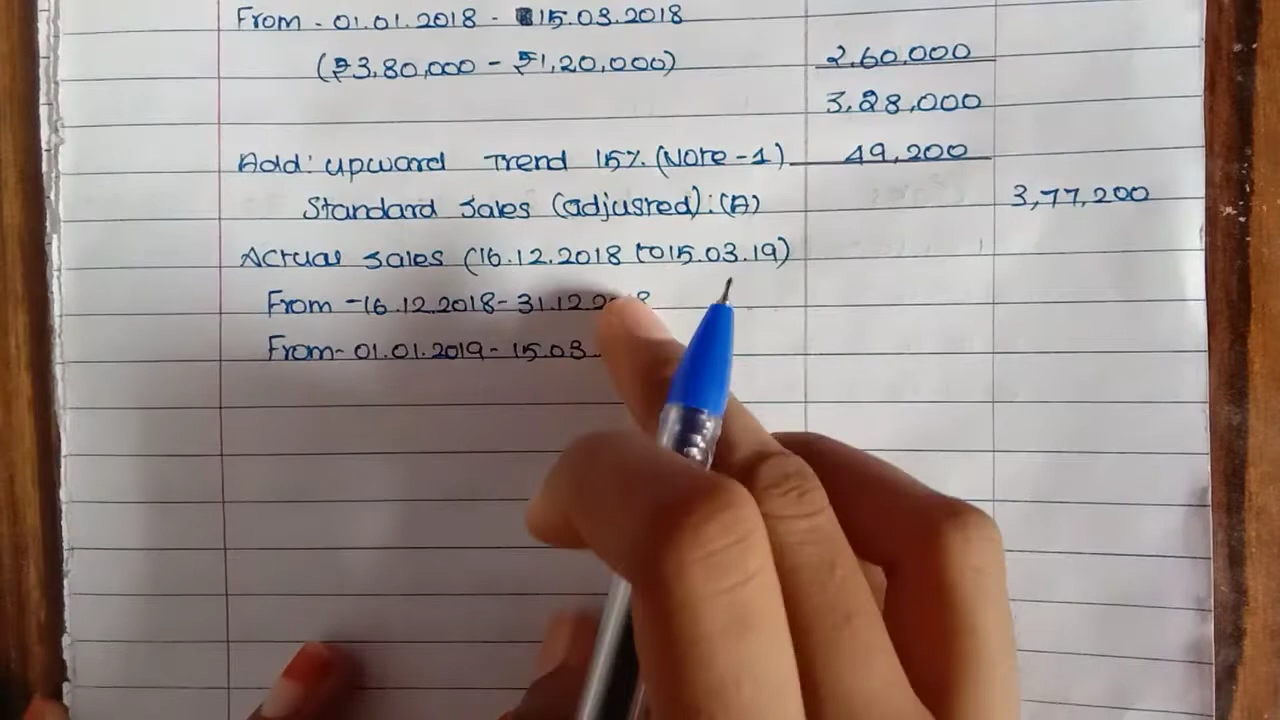 From - 01.01.2018 - 15.03.2018
(₹3,80,000 - ₹1,20,000) 2,60,000
3,28,000
Add: upward Trend 15% (Note -1) 49,200
Standard Sales (adjusted): (A) 3,77,200
Actual Sales (16.12.2018 to 15.03.19)
From -16.12.2018- 31.12.2018
From- 01.01.2019- 15.03.